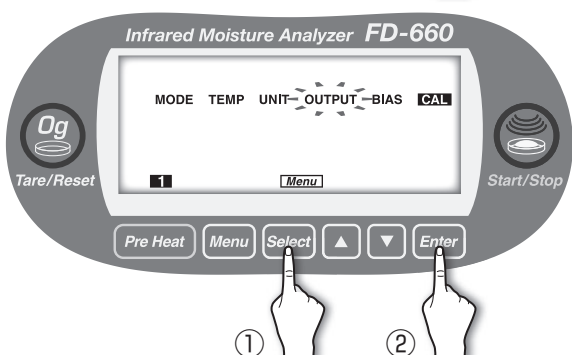 Infrared Moisture Analyzer FD-660
MODE TEMP UNIT OUTPUT BIAS CAL
0g
Tare/Reset
Start/Stop
1 Menu
Pre Heat Menu Select ▲ ▼ Enter
① ②